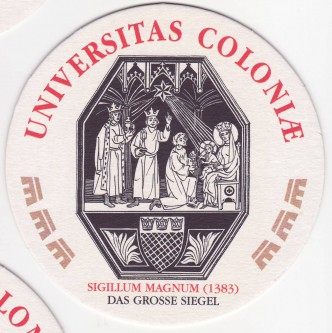 UNIVERSITAS COLONIÆ
SIGILLUM MAGNUM (1383)
DAS GROSSE SIEGEL